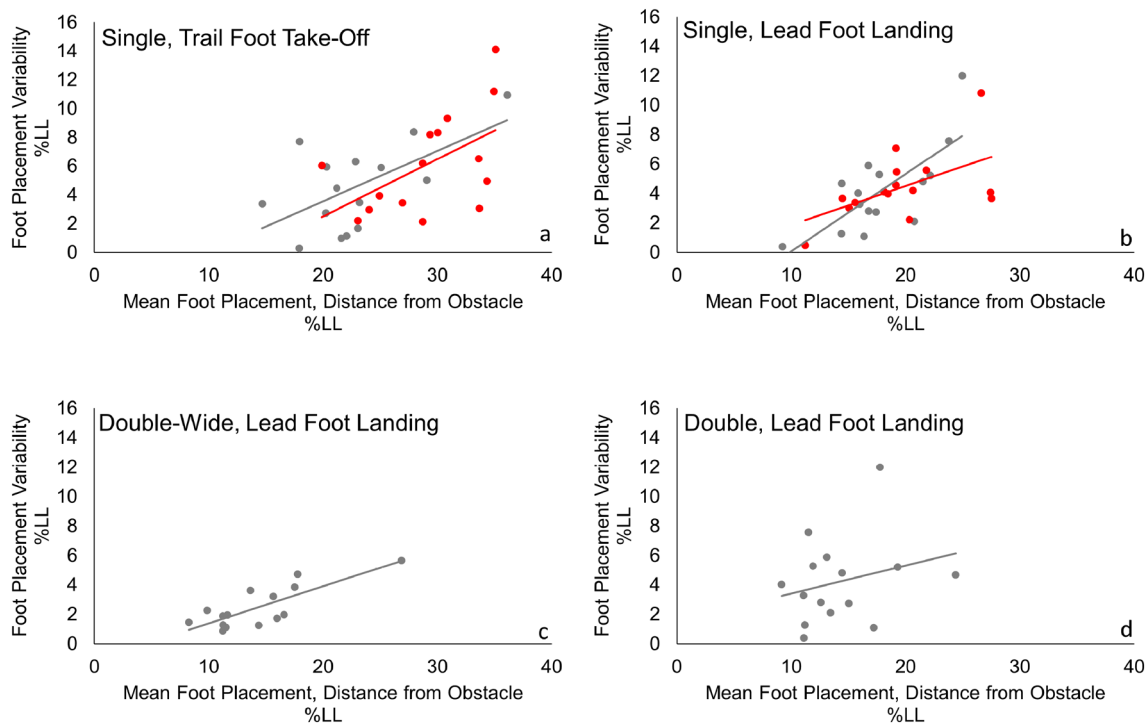 Single, Trail Foot Take-Off
Foot Placement Variability
%LL
16
14
12
10
8
6
4
2
0
a
0 10 20 30 40
Mean Foot Placement, Distance from Obstacle
%LL
Single, Lead Foot Landing
Foot Placement Variability
%LL
16
14
12
10
8
6
4
2
0
b
0 10 20 30 40
Mean Foot Placement, Distance from Obstacle
%LL
Double-Wide, Lead Foot Landing
Foot Placement Variability
%LL
16
14
12
10
8
6
4
2
0
c
0 10 20 30 40
Mean Foot Placement, Distance from Obstacle
%LL
Double, Lead Foot Landing
Foot Placement Variability
%LL
16
14
12
10
8
6
4
2
0
d
0 10 20 30 40
Mean Foot Placement, Distance from Obstacle
%LL